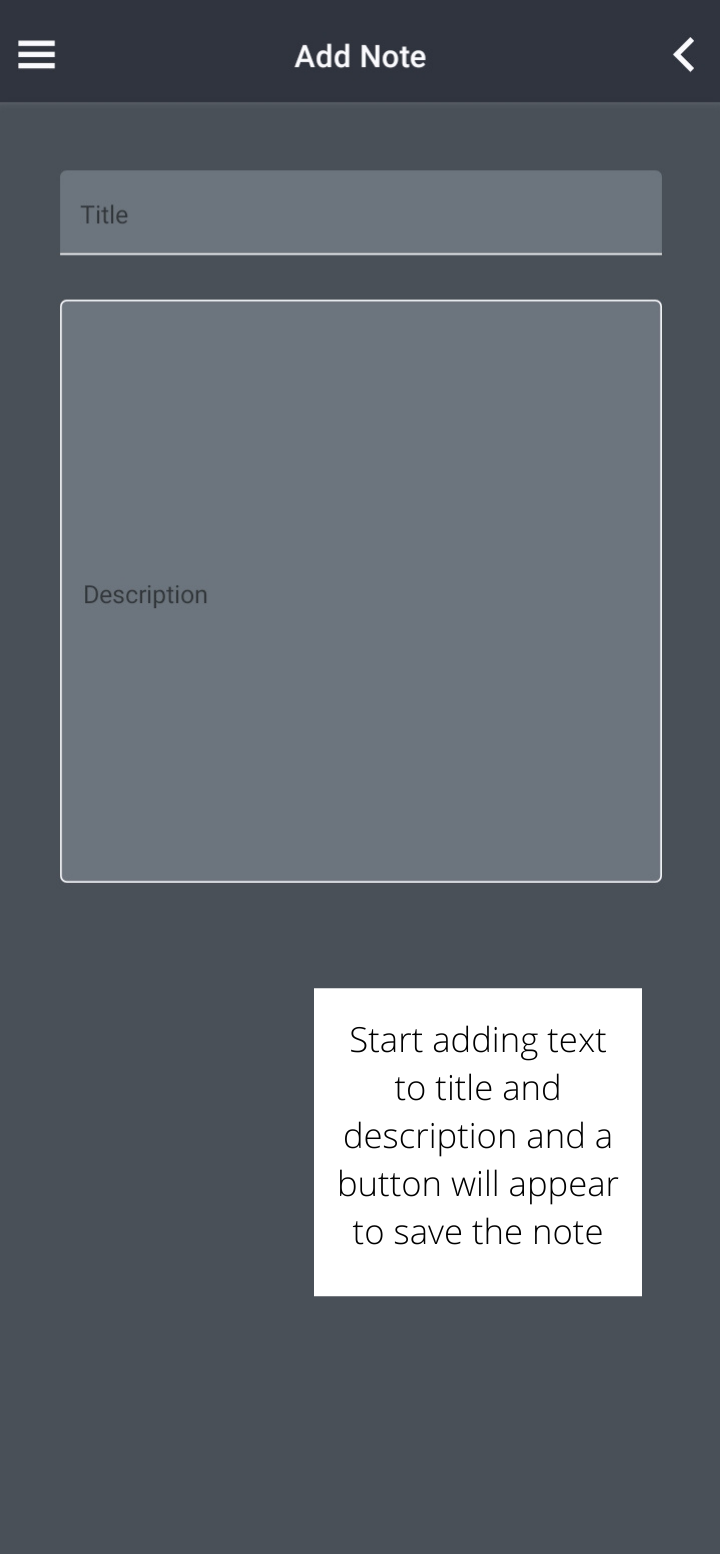 Add Note
Title
Description
Start adding text
to title and
description and a
button will appear
to save the note